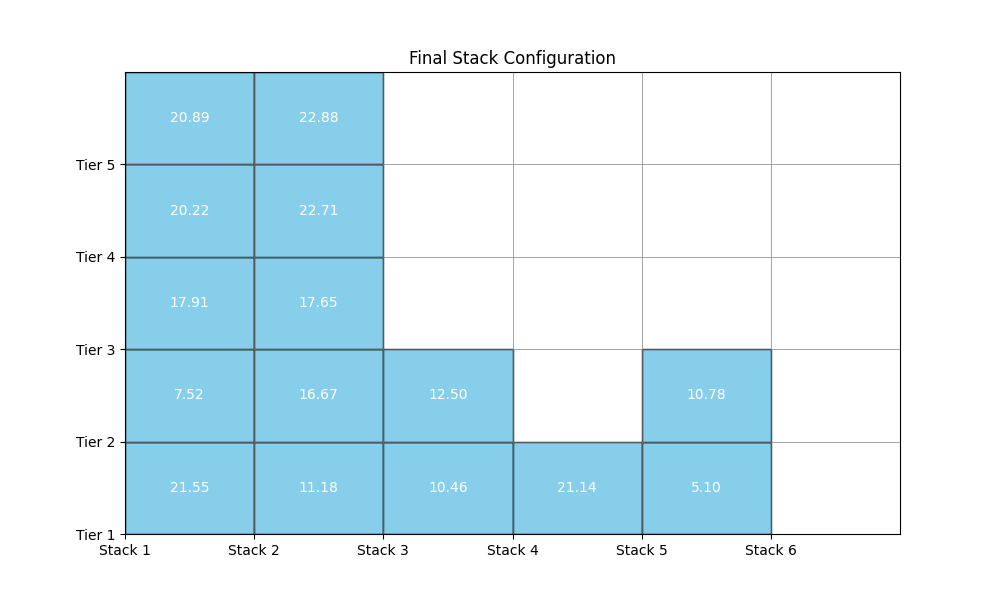 Final Stack Configuration
20.89 22.88
Tier 5
20.22 22.71
Tier 4
17.91 17.65
Tier 3
7.52 16.67 12.50 10.78
Tier 2
21.55 11.18 10.46 21.14 5.10
Tier 1
Stack 1 Stack 2 Stack 3 Stack 4 Stack 5 Stack 6